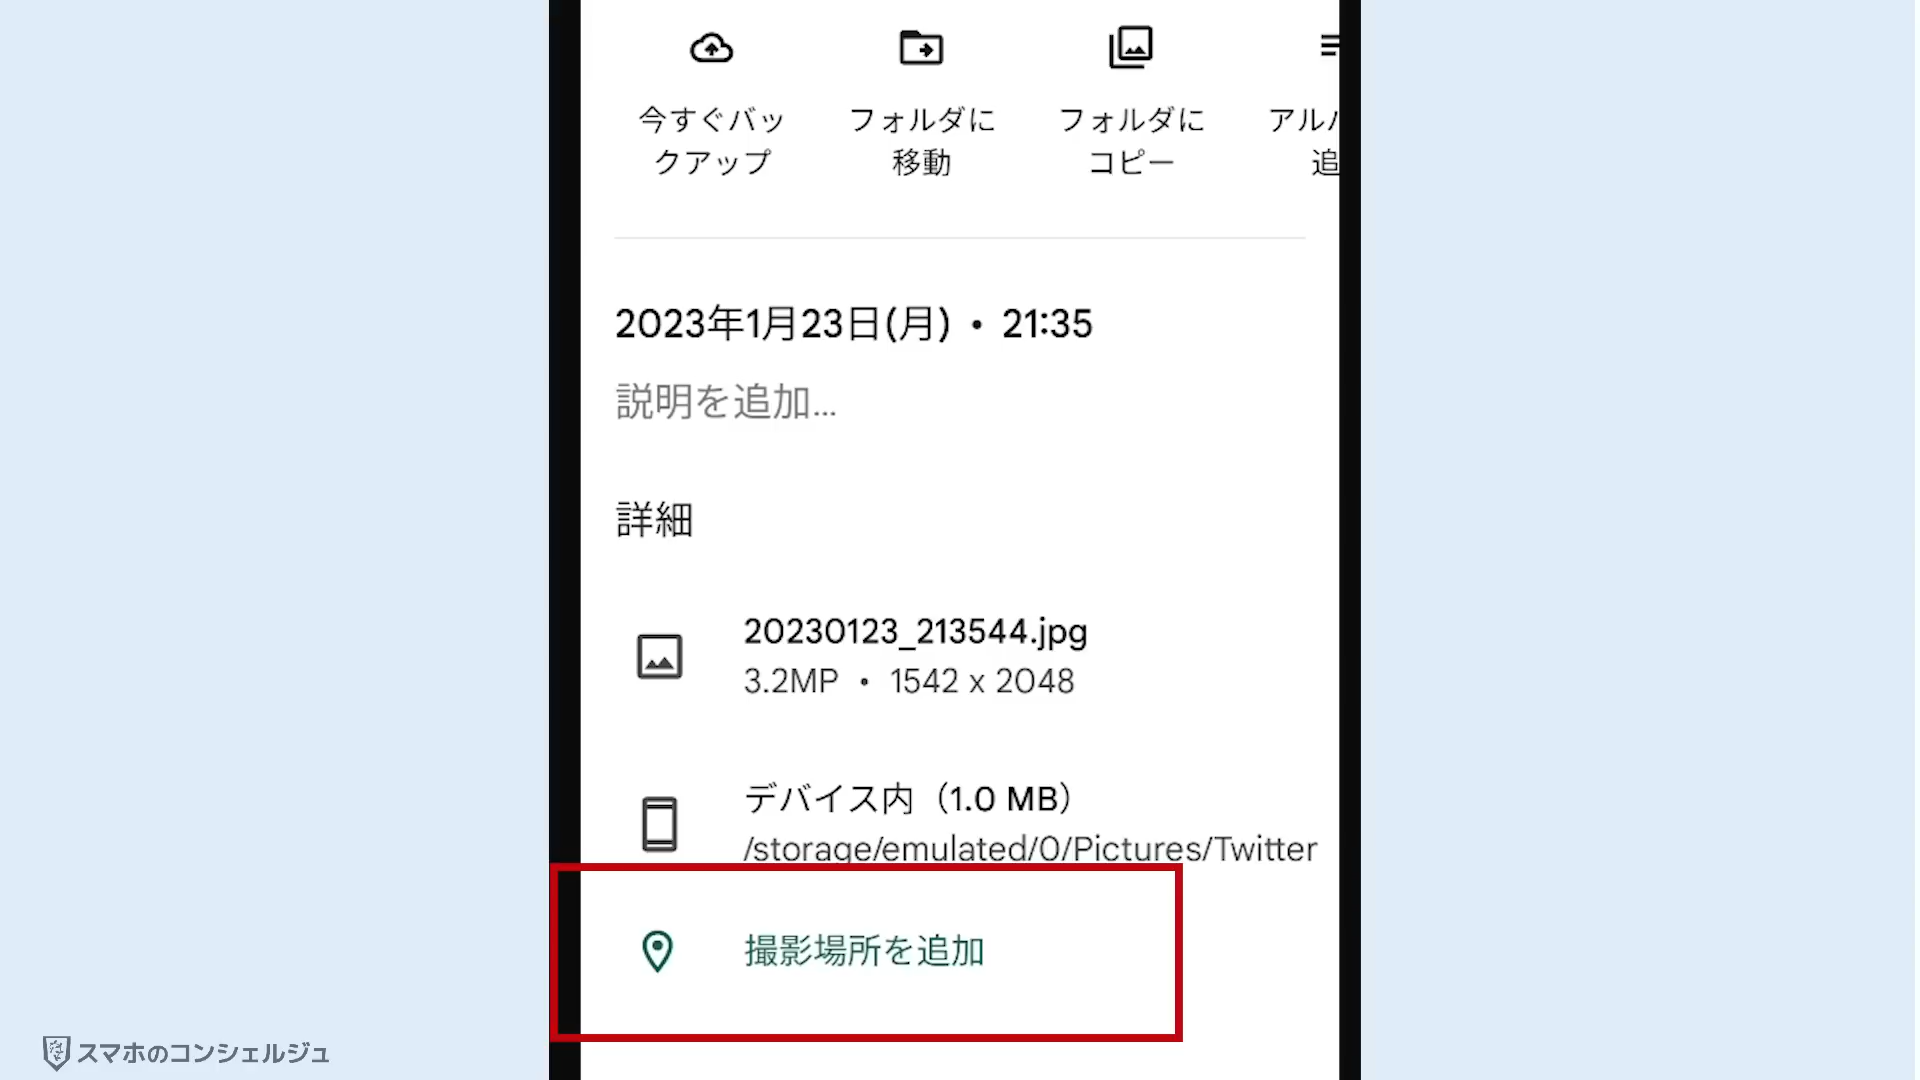 今すぐバッ
クアップ
フォルダに
移動
フォルダに
コピー
アルバ
追
2023年1月23日(月) • 21:35
説明を追加...
詳細
20230123_213544.jpg
3.2MP • 1542 x 2048
デバイス内（1.0 MB）
/storage/emulated/0/Pictures/Twitter
撮影場所を追加
スマホのコンシェルジュ